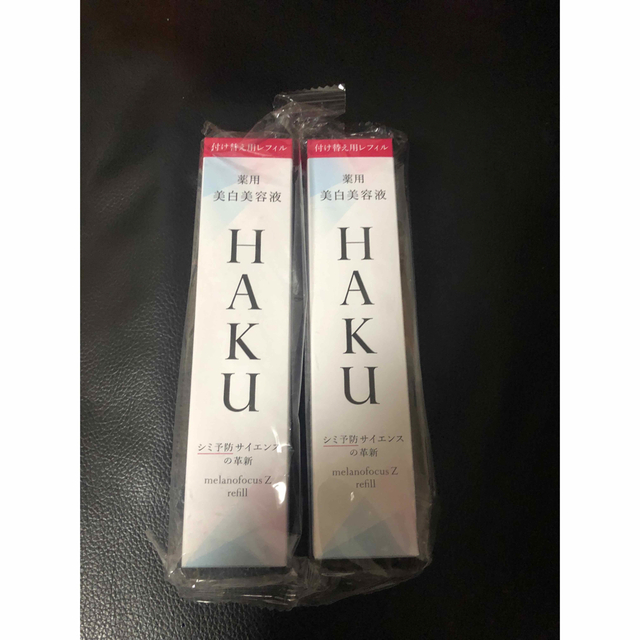 付け替え用レフィル
薬用
美白美容液
HAKU
シミ予防サイエンス
の革新
melanofocus Z
refill
付け替え用レフィル
薬用
美白美容液
HAKU
シミ予防サイエンス
の革新
melanofocus Z
refill